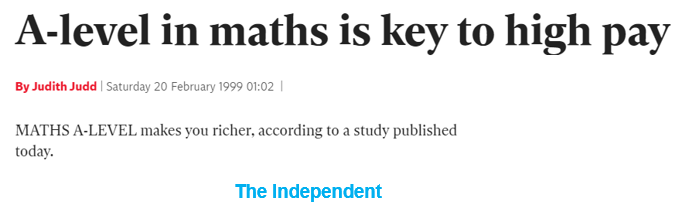 A-level in maths is key to high pay
By Judith Judd | Saturday 20 February 1999 01:02 |
MATHS A-LEVEL makes you richer, according to a study published
today.
The Independent